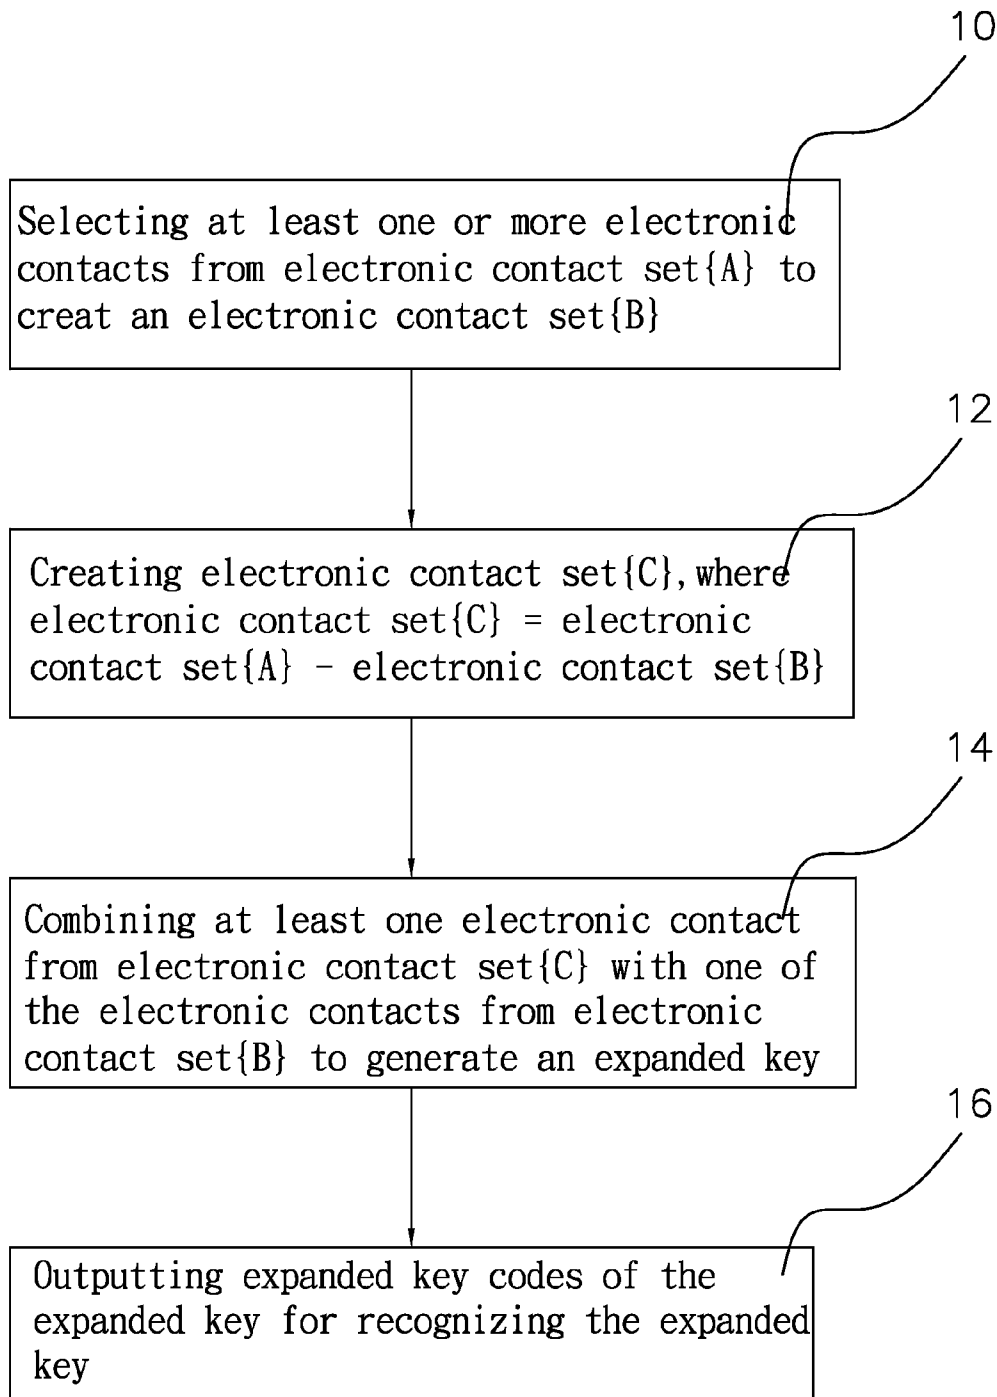 10
Selecting at least one or more electronic
contacts from electronic contact set{A} to
creat an electronic contact set{B}
12
Creating electronic contact set{C},where
electronic contact set{C} = electronic
contact set{A} - electronic contact set{B}
14
Combining at least one electronic contact
from electronic contact set{C} with one of
the electronic contacts from electronic
contact set{B} to generate an expanded key
16
Outputting expanded key codes of the
expanded key for recognizing the expanded
key